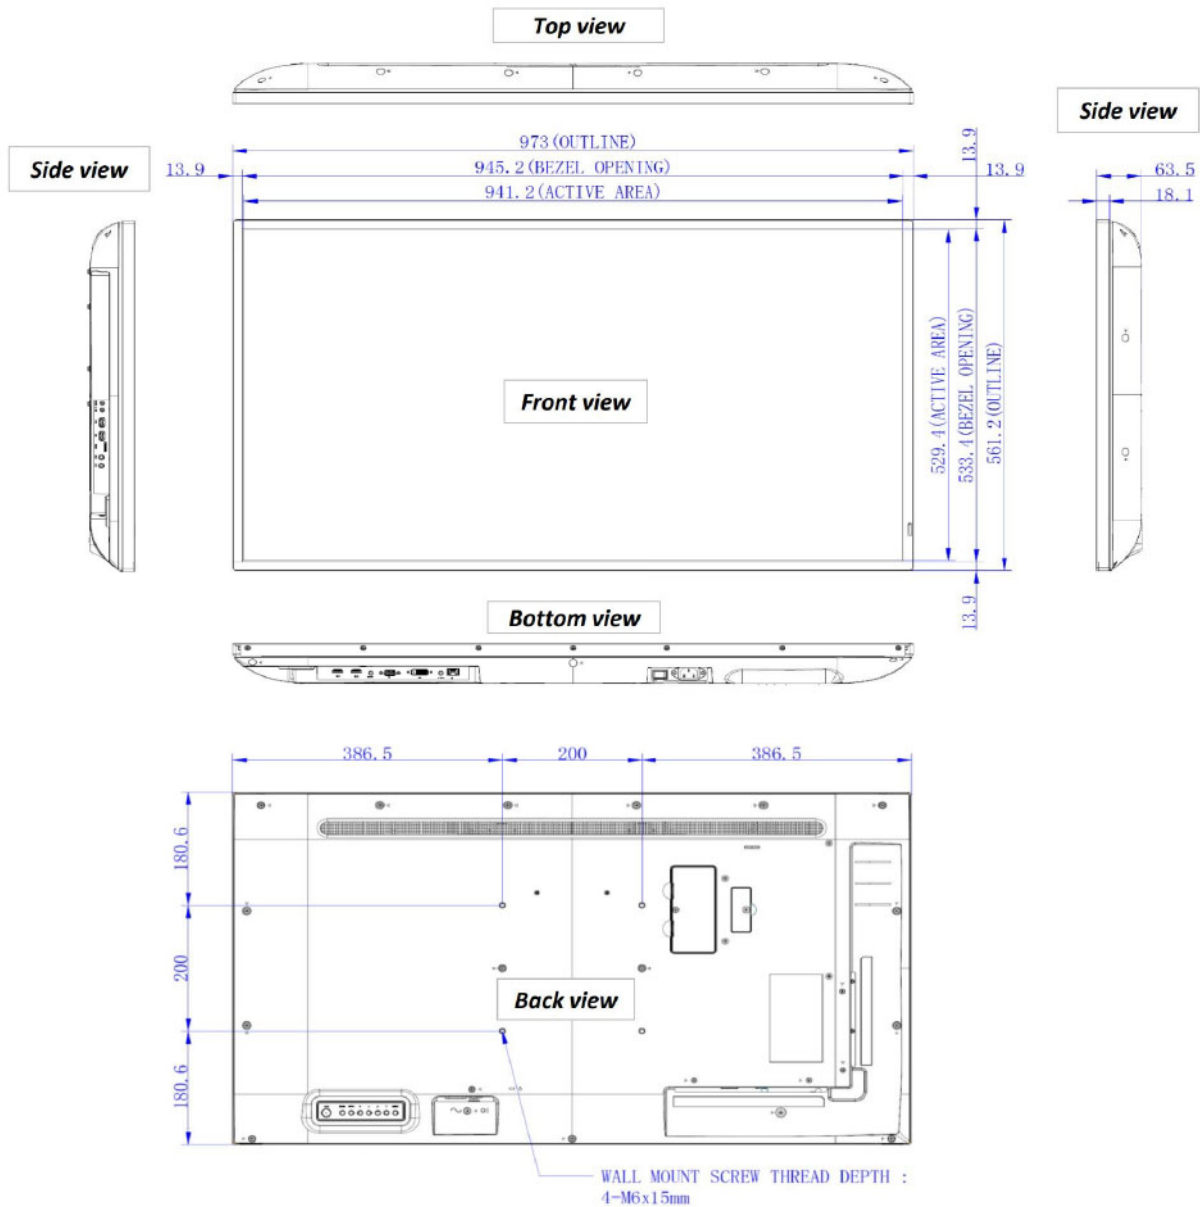 Top view
Side view
973(OUTLINE)
13.9
Side view
13.9
945.2(BEZEL OPENING)
13.9
63.5
941.2(ACTIVE AREA)
18.1
529.4(ACTIVE AREA)
533.4(BEZEL OPENING)
561.2(OUTLINE)
Front view
13.9
Bottom view
386.5
200
386.5
180.6
200
180.6
Back view
WALL MOUNT SCREW THREAD DEPTH :
4-M6x15mm